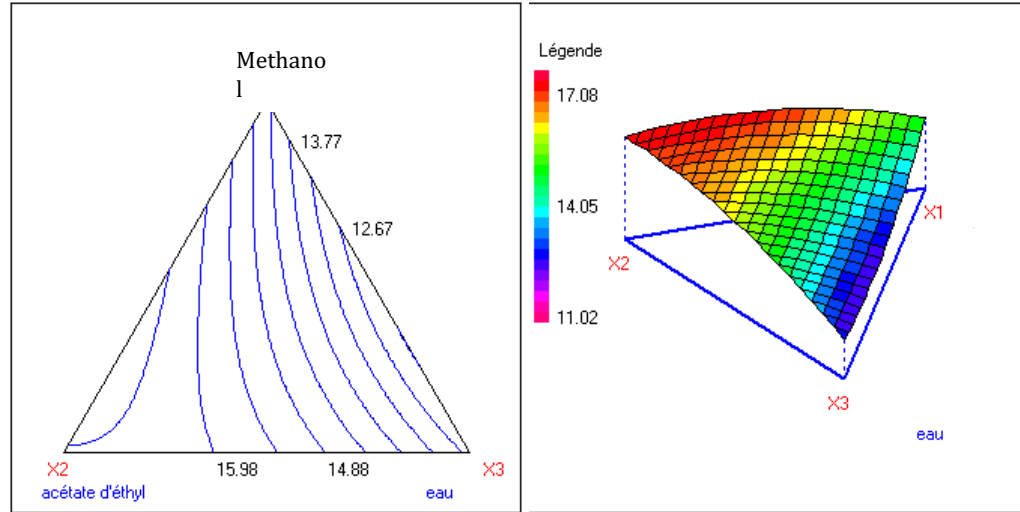 Methano
l
13.77
12.67
X2
15.98
14.88
X3
acétate d'éthyl
eau
Légende
17.08
14.05
11.02
X1
X2
X3
eau